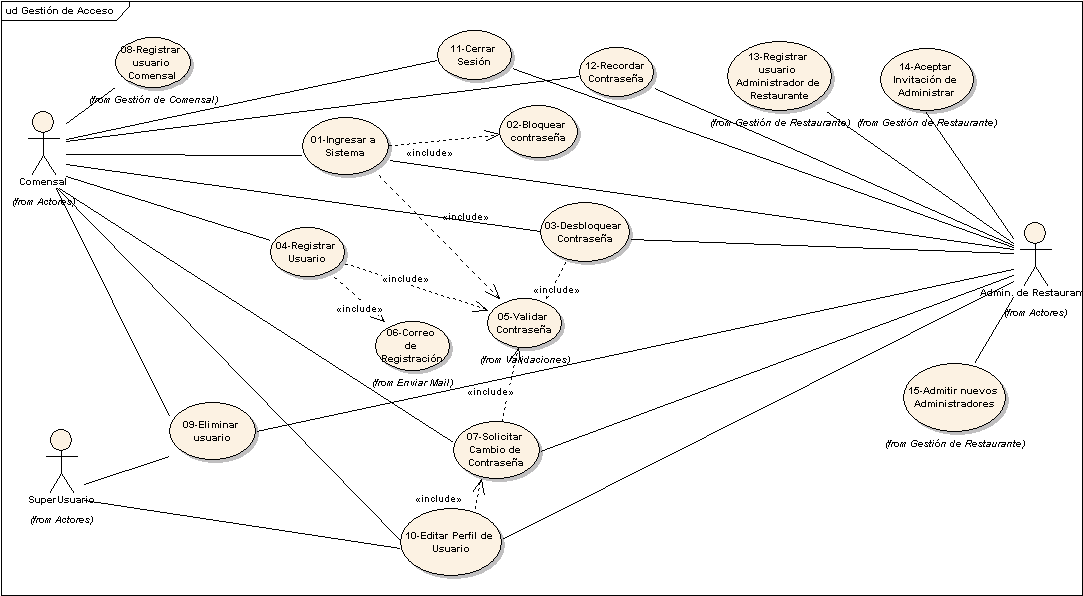 ud Gestión de Acceso
08-Registrar
usuario
Comensal
(from Gestión de Comensal)
11-Cerrar
Sesión
12-Recordar
Contraseña
13-Registrar
usuario
Administrador de
Restaurante
(from Gestión de Restaurante)
14-Aceptar
Invitación de
Administrar
(from Gestión de Restaurante)
01-Ingresar a
Sistema
02-Bloquear
contraseña
«include»
Comensal
(from Actores)
«include»
03-Desbloquear
Contraseña
04-Registrar
Usuario
«include»
«include»
«include»
05-Validar
Contraseña
(from Validaciones)
06-Correo
de
Registración
(from Enviar Mail)
Admin. de Restauran
(from Actores)
«include»
15-Admitir nuevos
Administradores
(from Gestión de Restaurante)
09-Eliminar
usuario
07-Solicitar
Cambio de
Contraseña
SuperUsuario
(from Actores)
«include»
10-Editar Perfil de
Usuario